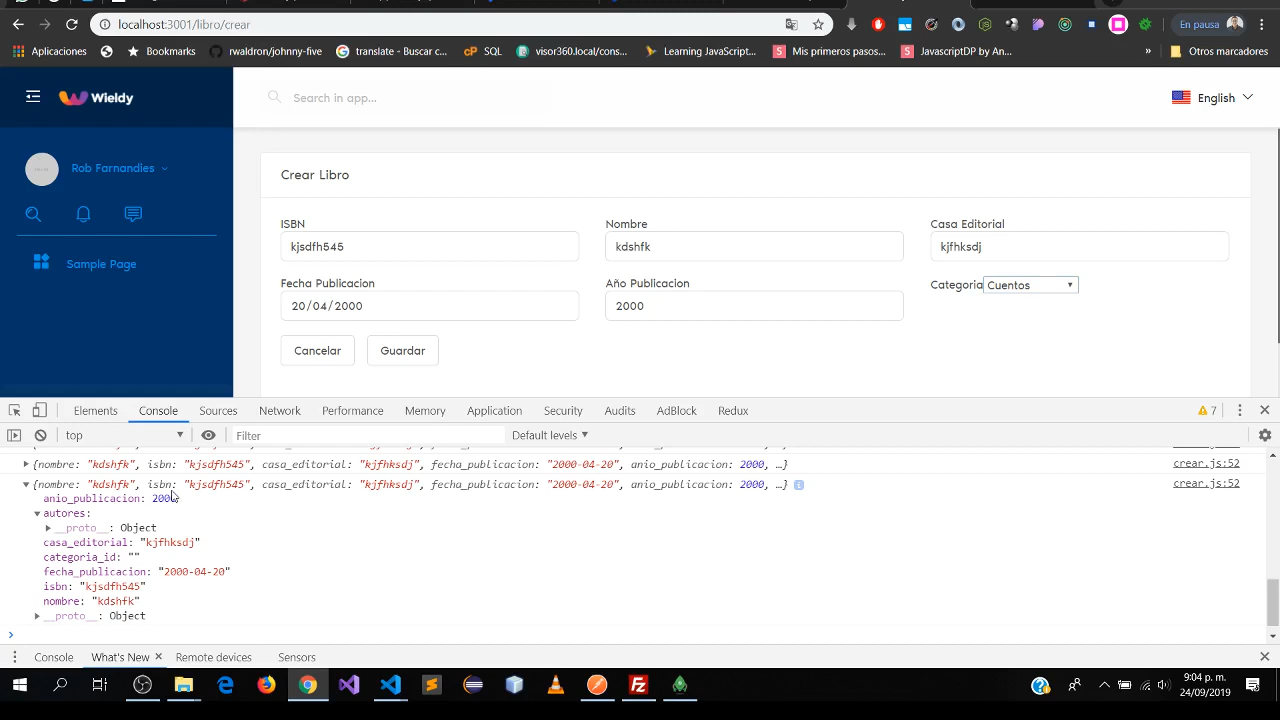 localhost:3001/libro/crear
En pausa
Aplicaciones
Bookmarks
rwaldron/johnny-five
translate - Buscar c...
SQL
visor360.local/cons...
Learning JavaScript...
Mis primeros pasos...
JavascriptDP by An...
»
Otros marcadores
Wieldy
Search in app...
English
Rob Farnandies
Sample Page
Crear Libro
ISBN
Nombre
Casa Editorial
kjsdfh545
kdshfk
kjfhksdj
Fecha Publicacion
Año Publicacion
Categoria
Cuentos
20/04/2000
2000
Cancelar
Guardar
Elements
Console
Sources
Network
Performance
Memory
Application
Security
Audits
AdBlock
Redux
7
top
Filter
Default levels
{nombre: "kdshfk", isbn: "kjsdfh545", casa_editorial: "kjfhksdj", fecha_publicacion: "2000-04-20", anio_publicacion: 2000, …}
crear.js:52
{nombre: "kdshfk", isbn: "kjsdfh545", casa_editorial: "kjfhksdj", fecha_publicacion: "2000-04-20", anio_publicacion: 2000, …}
crear.js:52
anio_publicacion: 2000
autores:
__proto__: Object
casa_editorial: "kjfhksdj"
categoria_id: ""
fecha_publicacion: "2000-04-20"
isbn: "kjsdfh545"
nombre: "kdshfk"
__proto__: Object
Console
What's New
Remote devices
Sensors
9:04 p. m.
24/09/2019